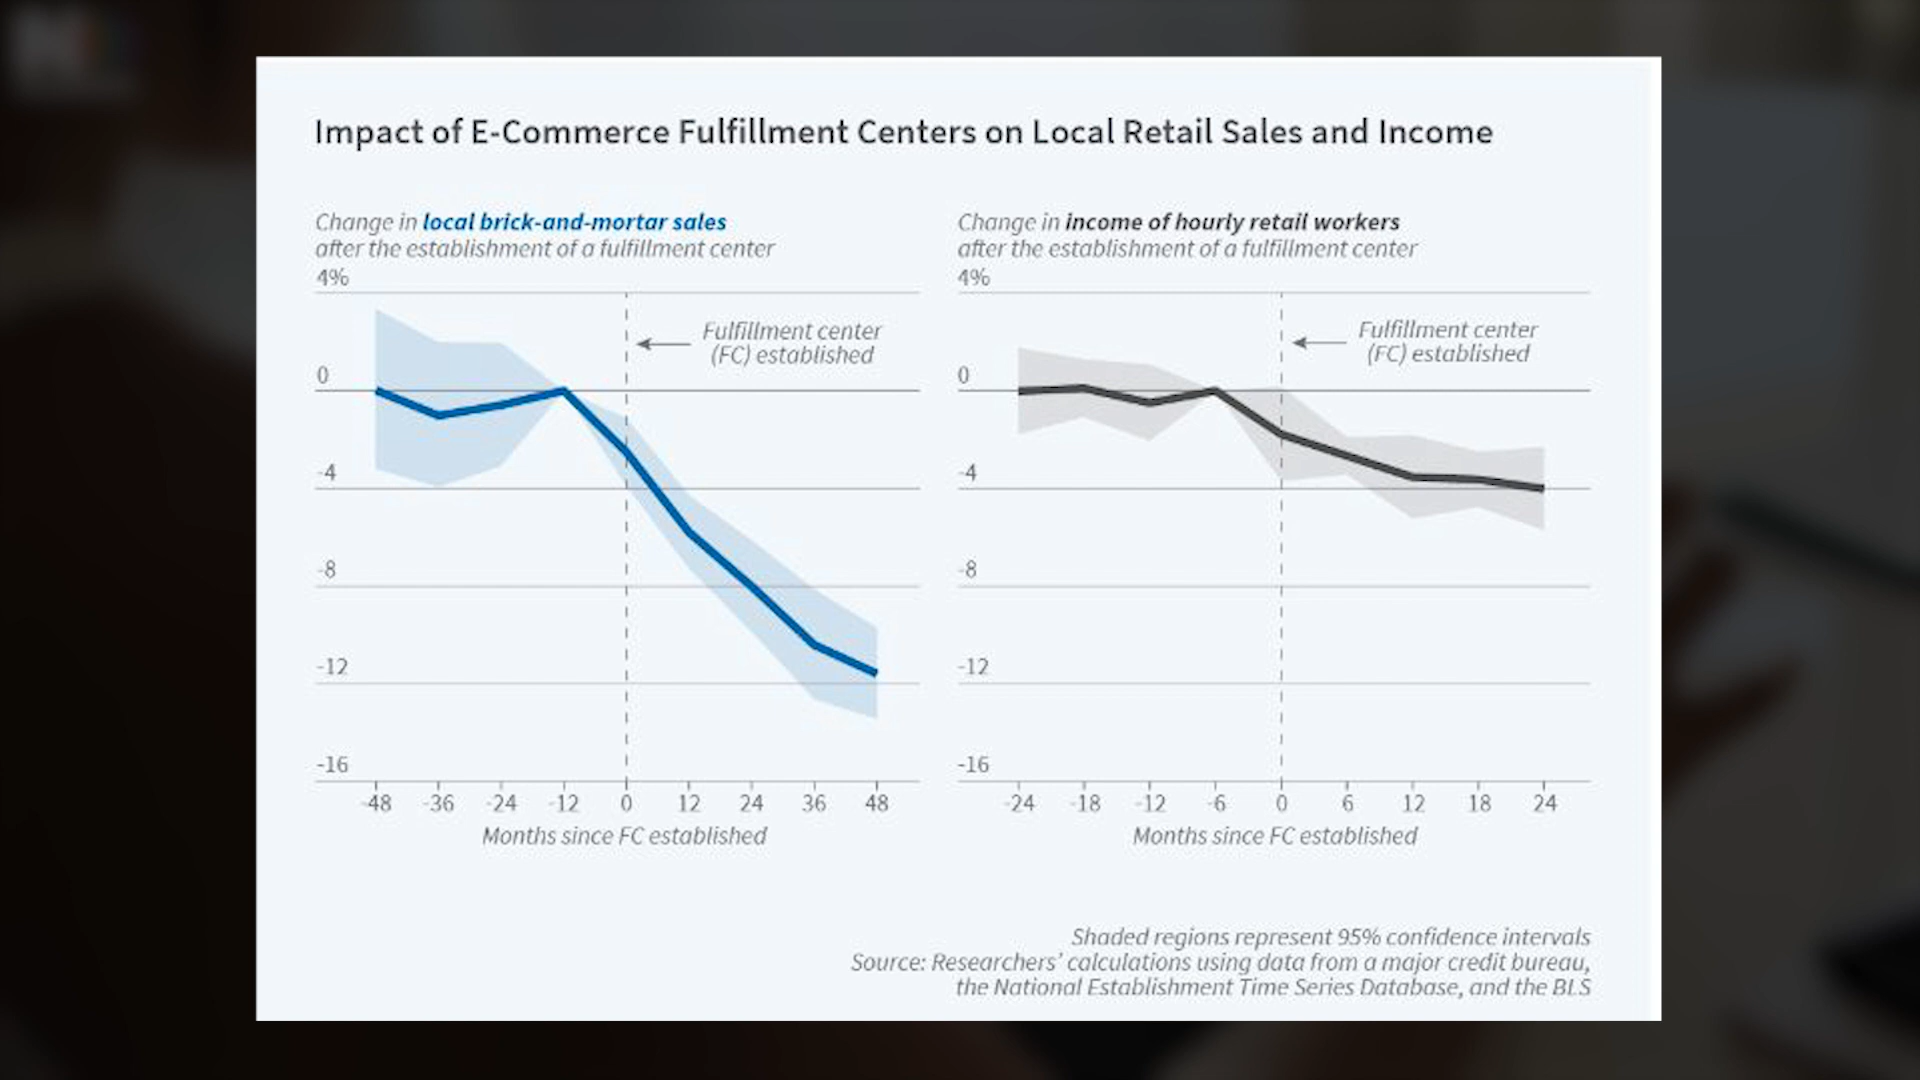 Impact of E-Commerce Fulfillment Centers on Local Retail Sales and Income
Change in local brick-and-mortar sales
after the establishment of a fulfillment center
4%
Fulfillment center
(FC) established
0
-4
-8
-12
-16
-48 -36 -24 -12 0 12 24 36 48
Months since FC established
Change in income of hourly retail workers
after the establishment of a fulfillment center
4%
Fulfillment center
(FC) established
0
-4
-8
-12
-16
-24 -18 -12 -6 0 6 12 18 24
Months since FC established
Shaded regions represent 95% confidence intervals
Source: Researchers' calculations using data from a major credit bureau,
the National Establishment Time Series Database, and the BLS